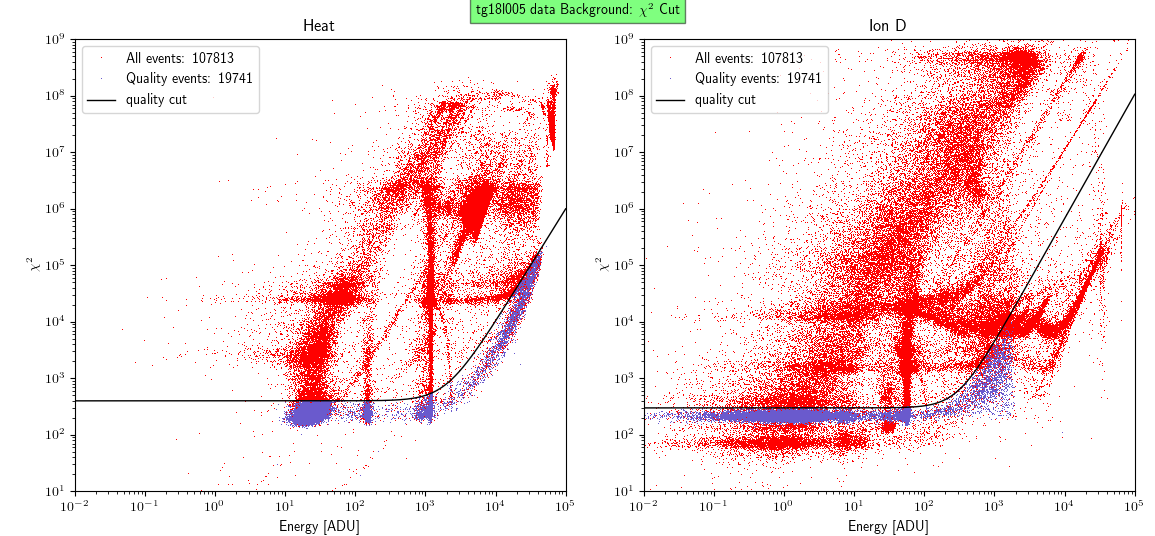 tg18l005 data Background: χ² Cut
Heat
10⁹
10⁸
10⁷
10⁶
10⁵
10⁴
10³
10²
10¹
χ²
All events: 107813
Quality events: 19741
quality cut
10⁻²
10⁻¹
10⁰
10¹
10²
10³
10⁴
10⁵
Energy [ADU]
Ion D
10⁹
10⁸
10⁷
10⁶
10⁵
10⁴
10³
10²
10¹
χ²
All events: 107813
Quality events: 19741
quality cut
10⁻²
10⁻¹
10⁰
10¹
10²
10³
10⁴
10⁵
Energy [ADU]